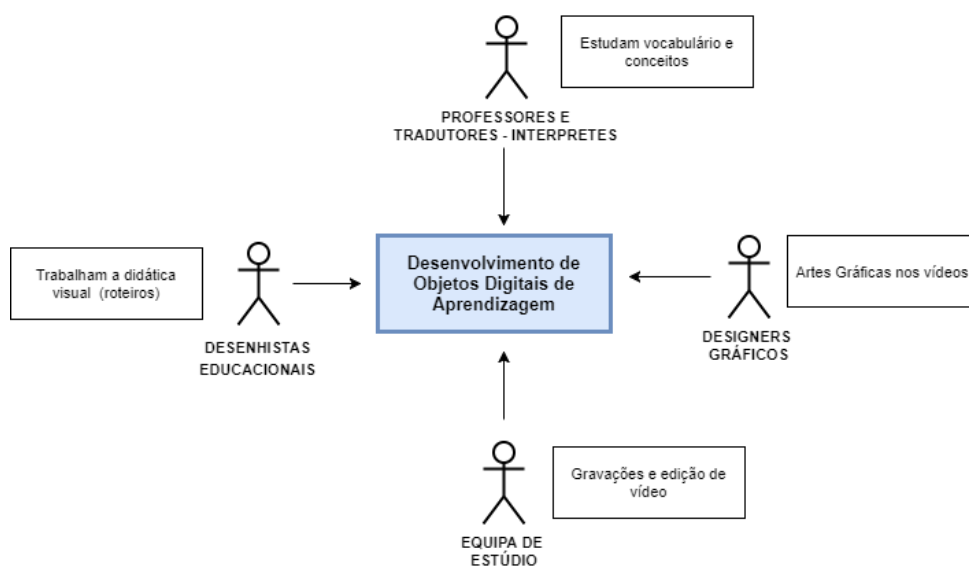 Estudam vocabulário e
conceitos
PROFESSORES E
TRADUTORES - INTERPRETES
Trabalham a didática
visual (roteiros)
DESENHISTAS
EDUCACIONAIS
Desenvolvimento de
Objetos Digitais de
Aprendizagem
Artes Gráficas nos vídeos
DESIGNERS
GRÁFICOS
Gravações e edição de
vídeo
EQUIPA DE
ESTÚDIO